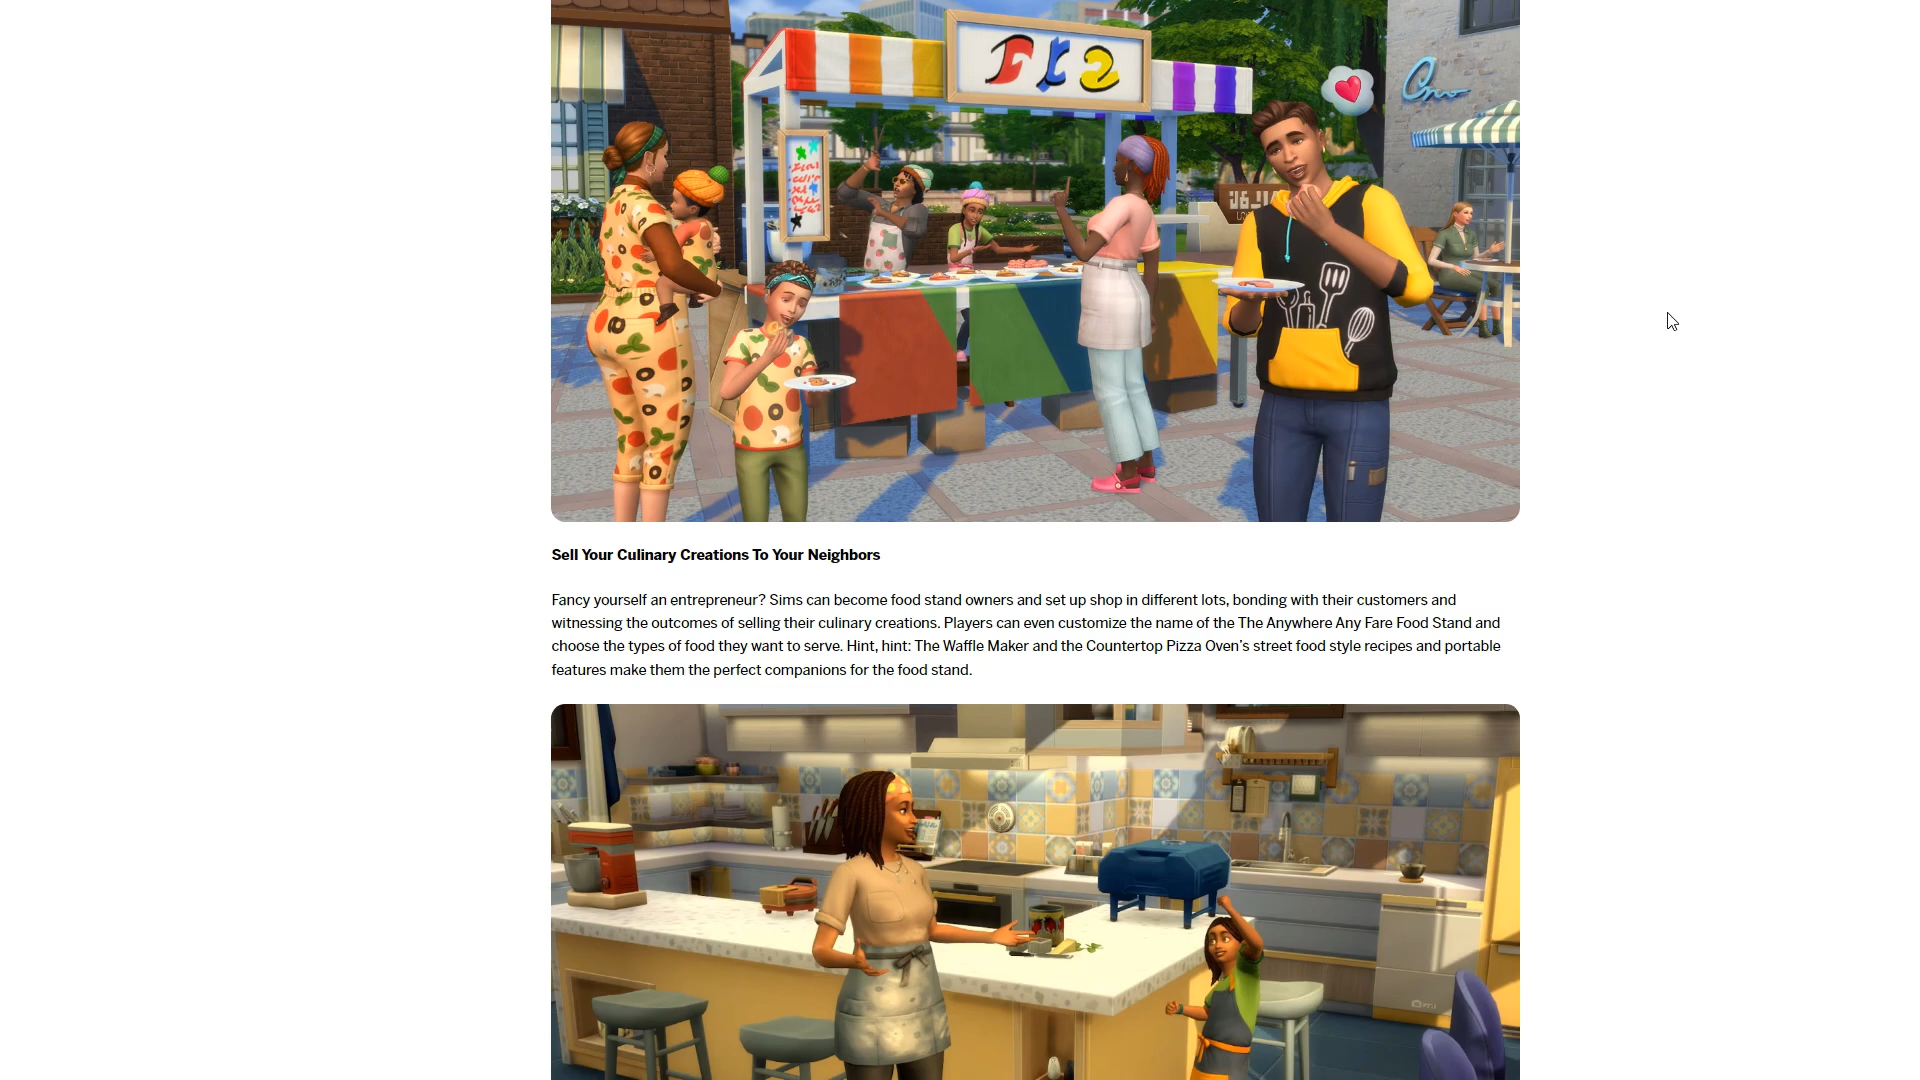 Sell Your Culinary Creations To Your Neighbors
Fancy yourself an entrepreneur? Sims can become food stand owners and set up shop in different lots, bonding with their customers and
witnessing the outcomes of selling their culinary creations. Players can even customize the name of the The Anywhere Any Fare Food Stand and
choose the types of food they want to serve. Hint, hint: The Waffle Maker and the Countertop Pizza Oven’s street food style recipes and portable
features make them the perfect companions for the food stand.